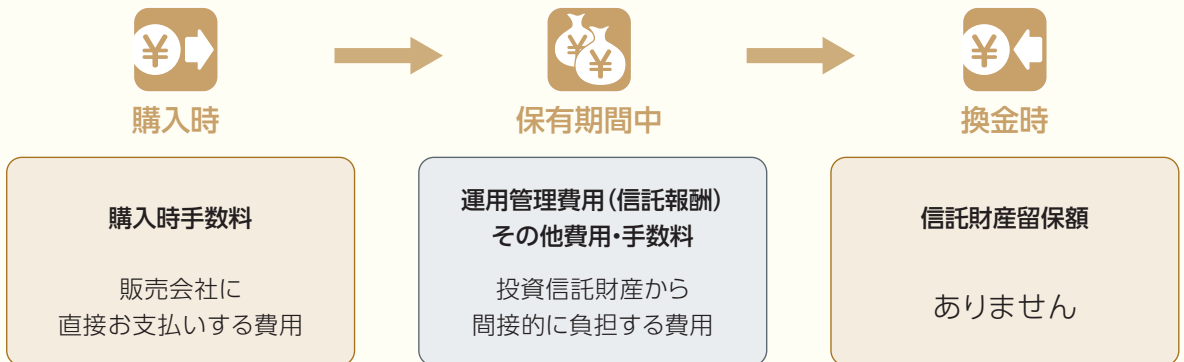 購入時
購入時手数料
販売会社に
直接お支払いする費用
保有期間中
運用管理費用(信託報酬)
その他費用・手数料
投資信託財産から
間接的に負担する費用
換金時
信託財産留保額
ありません